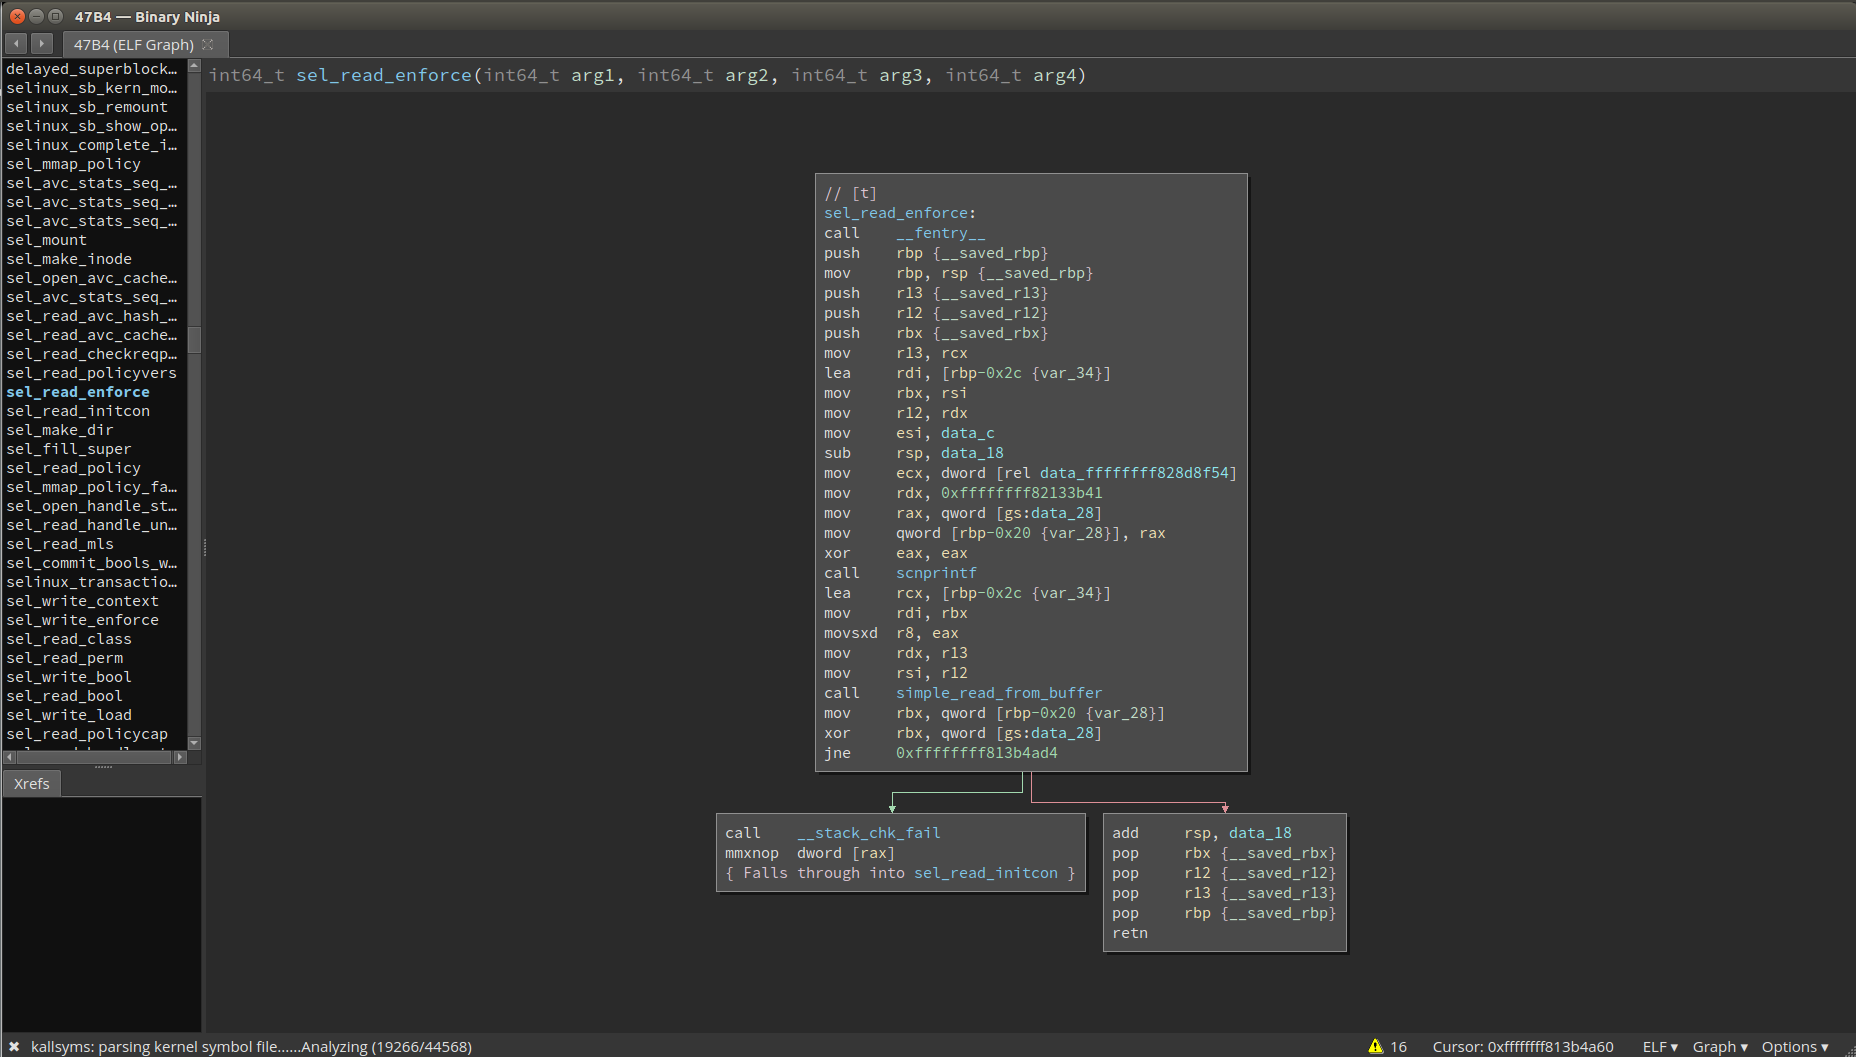 47B4 — Binary Ninja
47B4 (ELF Graph)
delayed_superblock…
selinux_sb_kern_mo…
selinux_sb_remount
selinux_sb_show_op…
selinux_complete_i…
sel_mmap_policy
sel_avc_stats_seq_…
sel_avc_stats_seq_…
sel_avc_stats_seq_…
sel_mount
sel_make_inode
sel_open_avc_cache…
sel_avc_stats_seq_…
sel_read_avc_hash_…
sel_read_avc_cache…
sel_read_checkreqp…
sel_read_policyvers
sel_read_enforce
sel_read_initcon
sel_make_dir
sel_fill_super
sel_read_policy
sel_mmap_policy_fa…
sel_open_handle_st…
sel_read_handle_un…
sel_read_mls
sel_commit_bools_w…
selinux_transactio…
sel_write_context
sel_write_enforce
sel_read_class
sel_read_perm
sel_write_bool
sel_read_bool
sel_write_load
sel_read_policycap
Xrefs
int64_t sel_read_enforce(int64_t arg1, int64_t arg2, int64_t arg3, int64_t arg4)
// [t]
sel_read_enforce:
call __fentry__
push rbp {__saved_rbp}
mov rbp, rsp {__saved_rbp}
push r13 {__saved_r13}
push r12 {__saved_r12}
push rbx {__saved_rbx}
mov r13, rcx
lea rdi, [rbp-0x2c {var_34}]
mov rbx, rsi
mov r12, rdx
mov esi, data_c
sub rsp, data_18
mov ecx, dword [rel data_ffffffff828d8f54]
mov rdx, 0xffffffff82133b41
mov rax, qword [gs:data_28]
mov qword [rbp-0x20 {var_28}], rax
xor eax, eax
call scnprintf
lea rcx, [rbp-0x2c {var_34}]
mov rdi, rbx
movsxd r8, eax
mov rdx, r13
mov rsi, r12
call simple_read_from_buffer
mov rbx, qword [rbp-0x20 {var_28}]
xor rbx, qword [gs:data_28]
jne 0xffffffff813b4ad4
call __stack_chk_fail
mmxnop dword [rax]
{ Falls through into sel_read_initcon }
add rsp, data_18
pop rbx {__saved_rbx}
pop r12 {__saved_r12}
pop r13 {__saved_r13}
pop rbp {__saved_rbp}
retn
kallsyms: parsing kernel symbol file......Analyzing (19266/44568)
16
Cursor: 0xffffffff813b4a60
ELF ▾
Graph ▾
Options ▾